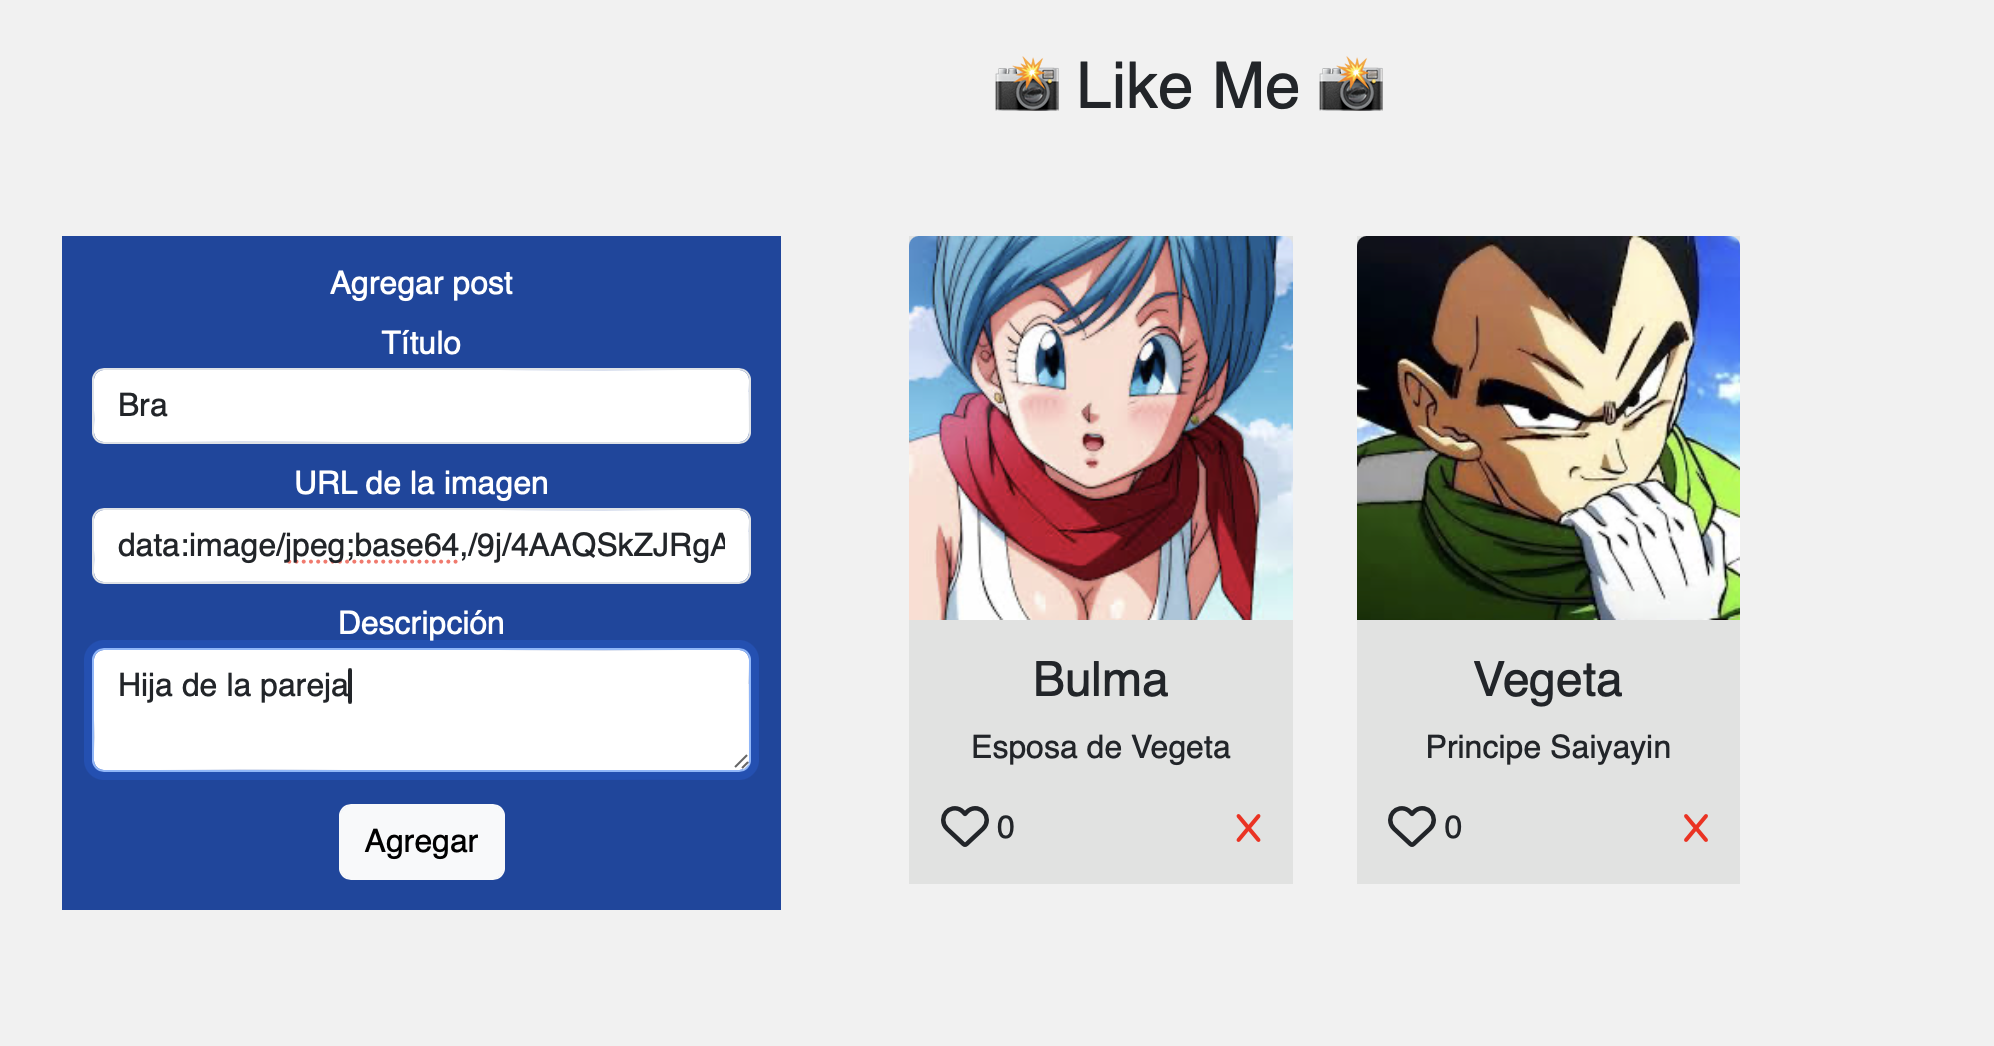 📸 Like Me 📸
Agregar post
Título
Bra
URL de la imagen
data:image/jpeg;base64,/9j/4AAQSkZJRgA
Descripción
Hija de la pareja
Agregar
Bulma
Esposa de Vegeta
0
X
Vegeta
Principe Saiyayin
0
X